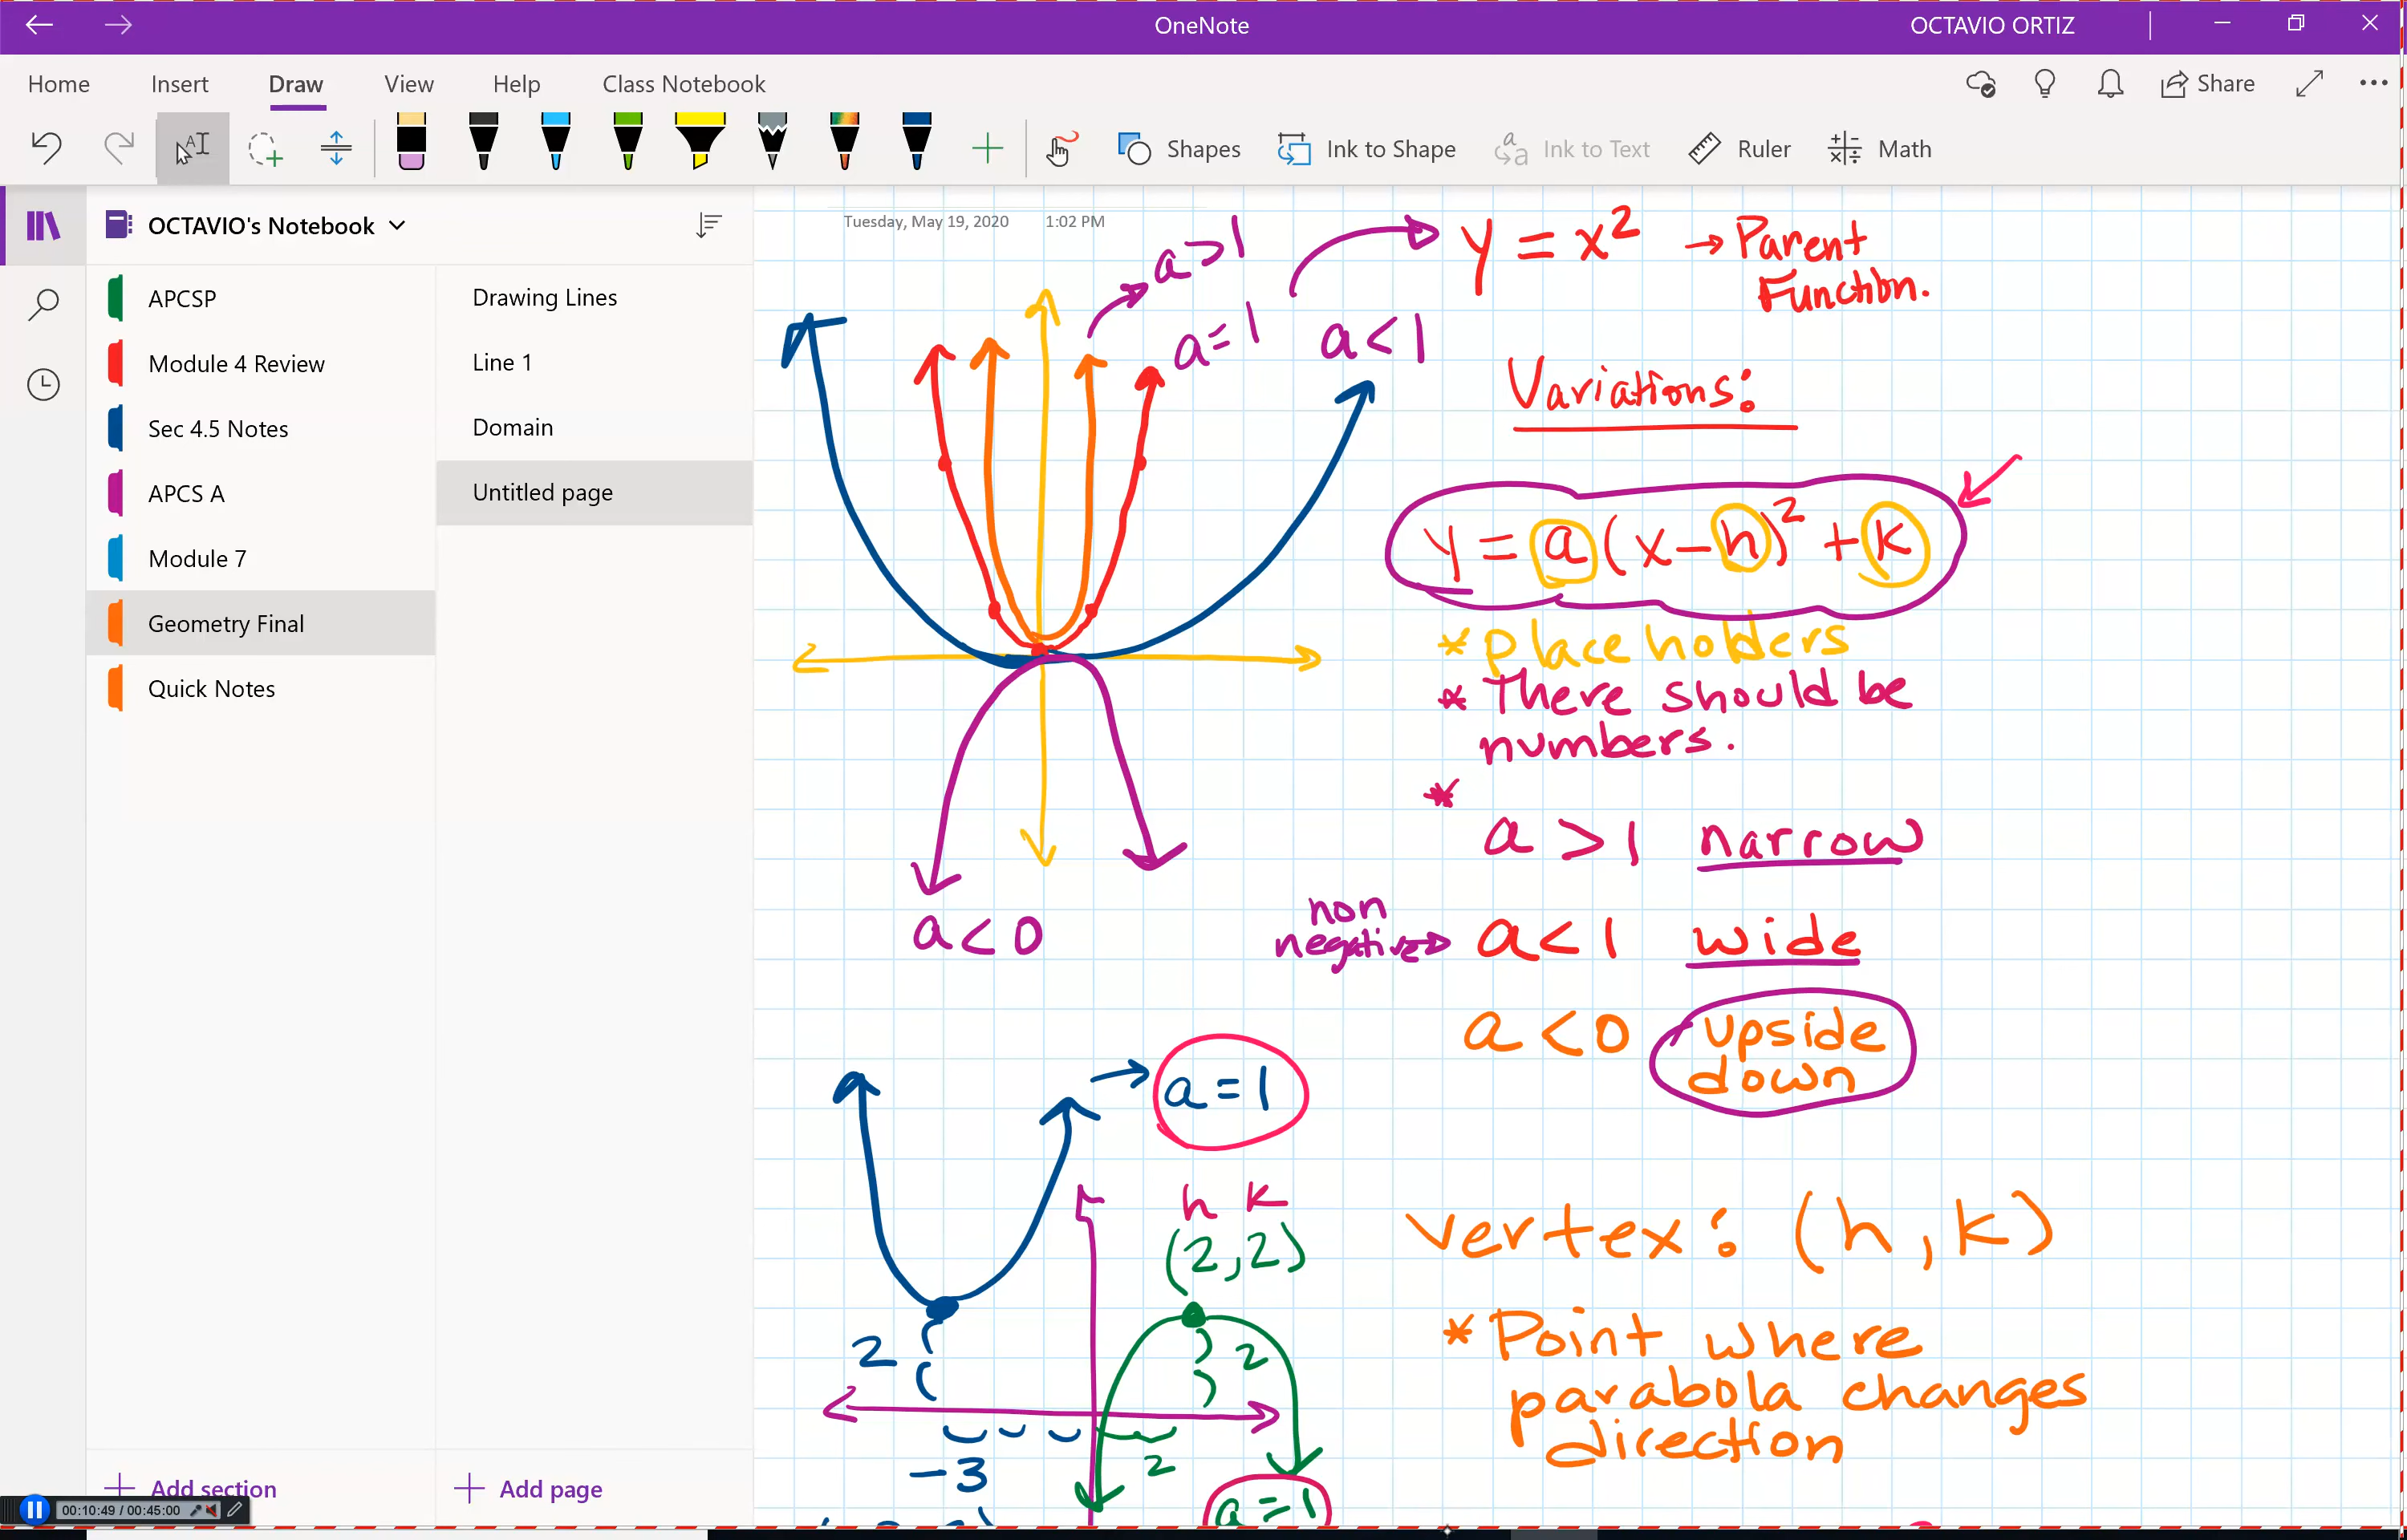 OneNote
OCTAVIO ORTIZ
Home
Insert
Draw
View
Help
Class Notebook
Share
Shapes
Ink to Shape
Ink to Text
Ruler
Math
OCTAVIO's Notebook
APCSP
Module 4 Review
Sec 4.5 Notes
APCS A
Module 7
Geometry Final
Quick Notes
Drawing Lines
Line 1
Domain
Untitled page
Add section
Add page
00:10:49 / 00:45:00
Tuesday, May 19, 2020 1:02 PM
a>1
a=1
a<1
y = x² → Parent
Function.
Variations:
y = a(x-h)² + k
* Place holders
* There should be
numbers.
*
a > 1 narrow
non
negative → a < 1 wide
a < 0 upside
down
a < 0
→ a = 1
h k
(2,2)
2
2
-3
2
a = 1
vertex: (h, k)
* Point where
parabola changes
direction